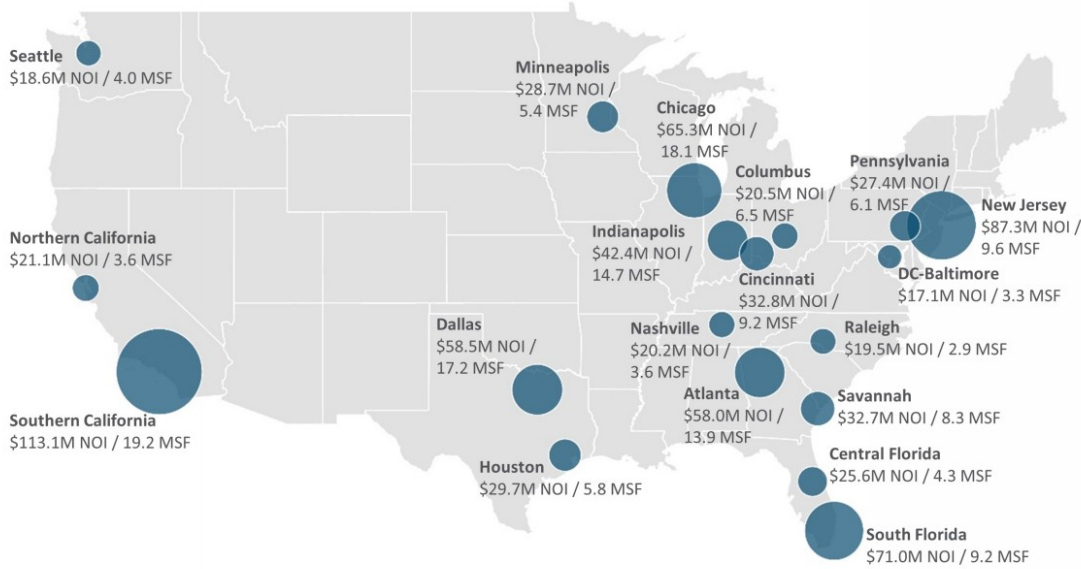 Seattle
$18.6M NOI / 4.0 MSF
Minneapolis
$28.7M NOI /
5.4 MSF
Chicago
$65.3M NOI /
18.1 MSF
Columbus
$20.5M NOI /
6.5 MSF
Pennsylvania
$27.4M NOI /
6.1 MSF
New Jersey
$87.3M NOI /
9.6 MSF
Northern California
$21.1M NOI / 3.6 MSF
Indianapolis
$42.4M NOI /
14.7 MSF
Cincinnati
$32.8M NOI /
9.2 MSF
DC-Baltimore
$17.1M NOI / 3.3 MSF
Dallas
$58.5M NOI /
17.2 MSF
Nashville
$20.2M NOI /
3.6 MSF
Raleigh
$19.5M NOI / 2.9 MSF
Atlanta
$58.0M NOI /
13.9 MSF
Savannah
$32.7M NOI / 8.3 MSF
Southern California
$113.1M NOI / 19.2 MSF
Houston
$29.7M NOI / 5.8 MSF
Central Florida
$25.6M NOI / 4.3 MSF
South Florida
$71.0M NOI / 9.2 MSF